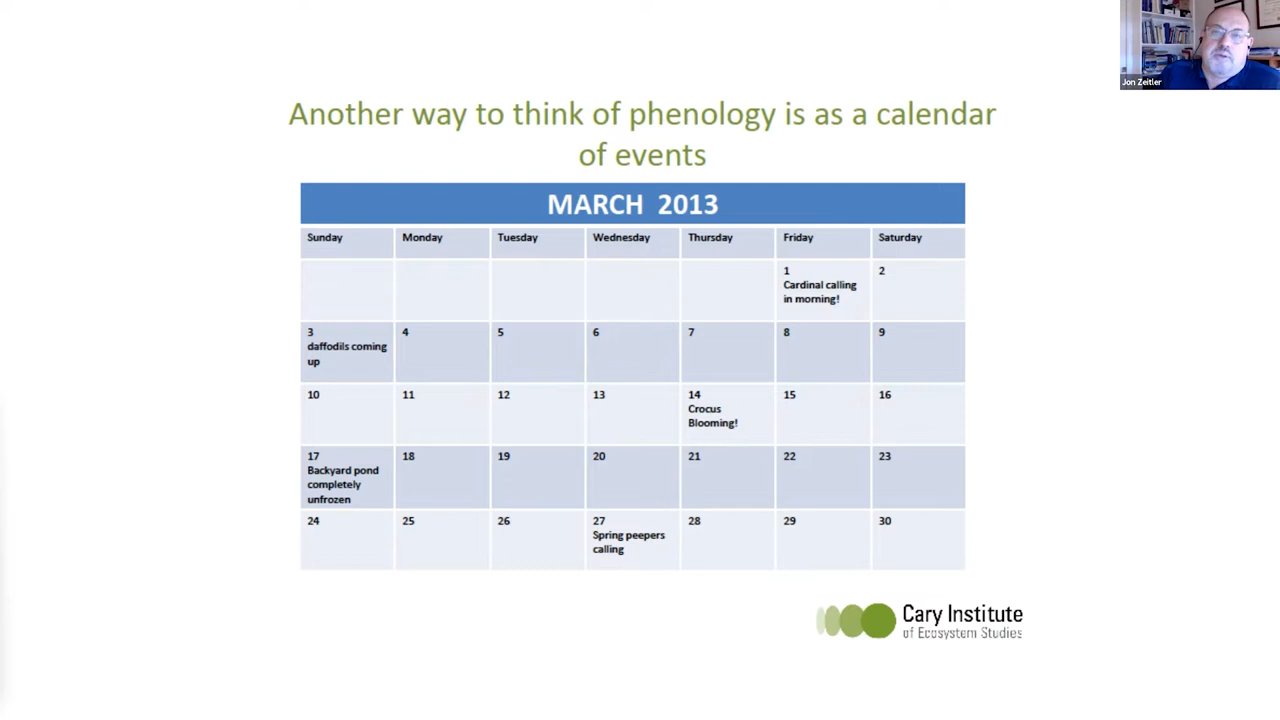 Jon Zeitler
Another way to think of phenology is as a calendar
of events
MARCH 2013
Sunday Monday Tuesday Wednesday Thursday Friday Saturday
1 2
Cardinal calling
in morning!
3 4 5 6 7 8 9
daffodils coming
up
10 11 12 13 14 15 16
Crocus
Blooming!
17 18 19 20 21 22 23
Backyard pond
completely
unfrozen
24 25 26 27 28 29 30
Spring peepers
calling
Cary Institute
of Ecosystem Studies